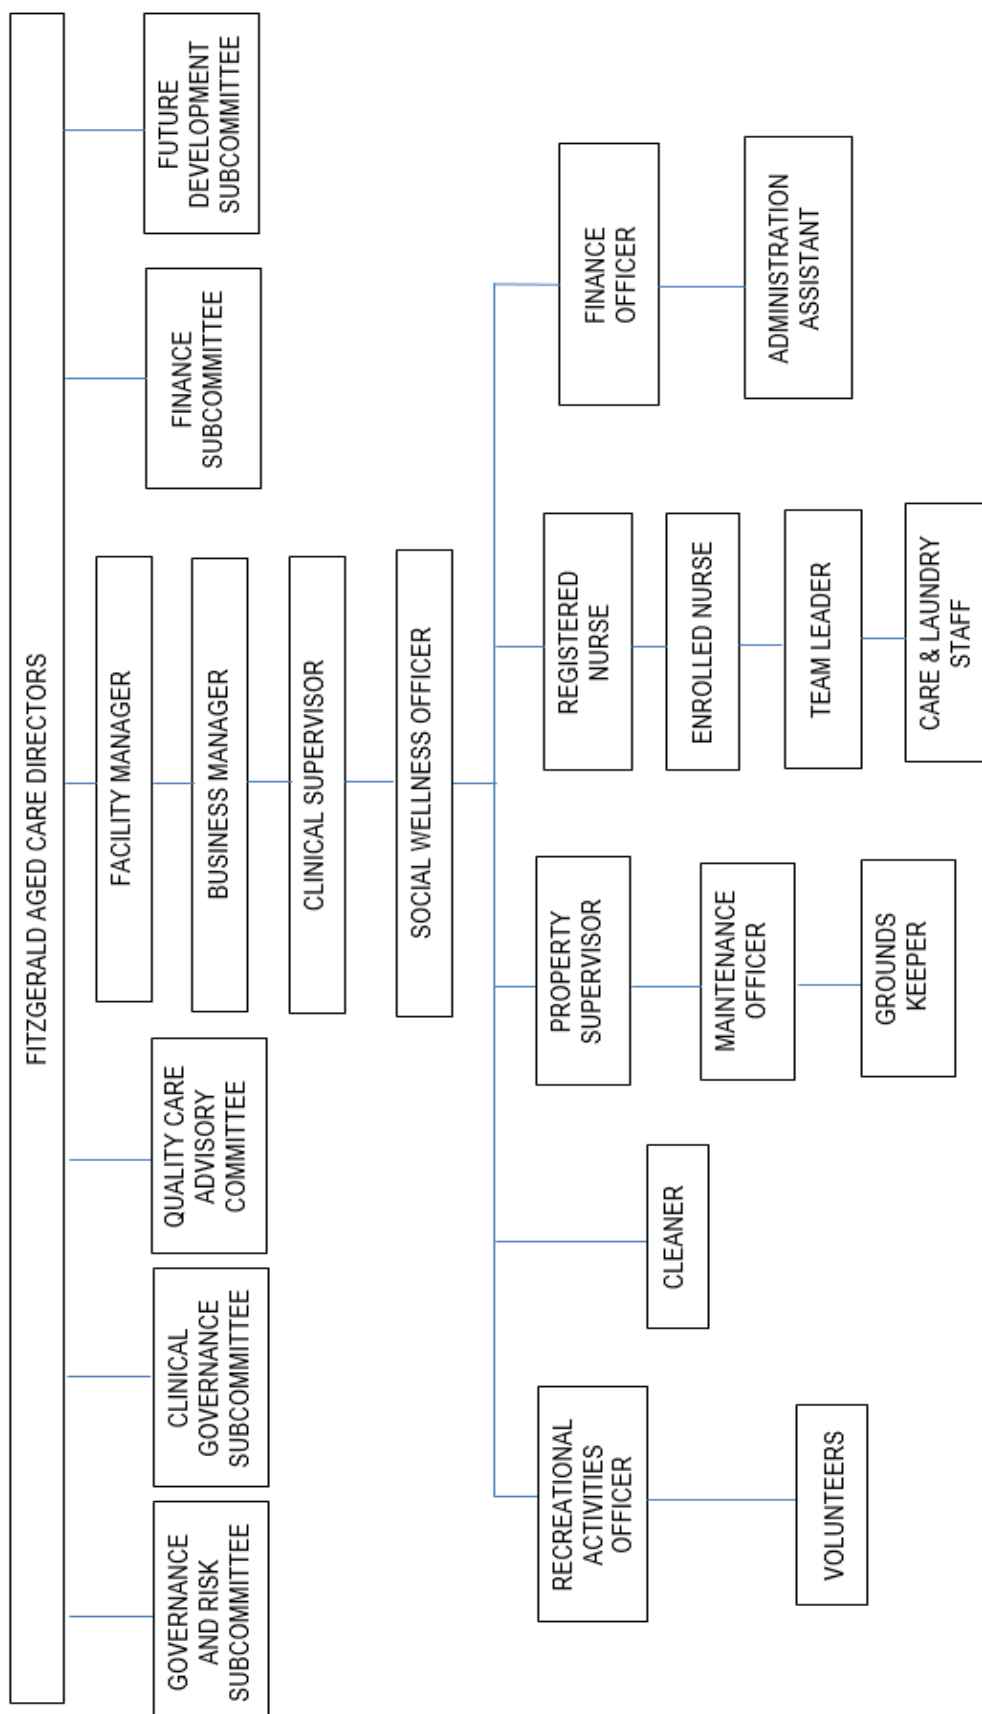 FITZGERALD AGED CARE DIRECTORS
GOVERNANCE
AND RISK
SUBCOMMITTEE
CLINICAL
GOVERNANCE
SUBCOMMITTEE
QUALITY CARE
ADVISORY
COMMITTEE
FACILITY MANAGER
FINANCE
SUBCOMMITTEE
FUTURE
DEVELOPMENT
SUBCOMMITTEE
BUSINESS MANAGER
CLINICAL SUPERVISOR
SOCIAL WELLNESS OFFICER
RECREATIONAL
ACTIVITIES
OFFICER
CLEANER
PROPERTY
SUPERVISOR
REGISTERED
NURSE
FINANCE
OFFICER
ENROLLED NURSE
MAINTENANCE
OFFICER
ADMINISTRATION
ASSISTANT
TEAM LEADER
VOLUNTEERS
GROUNDS
KEEPER
CARE & LAUNDRY
STAFF